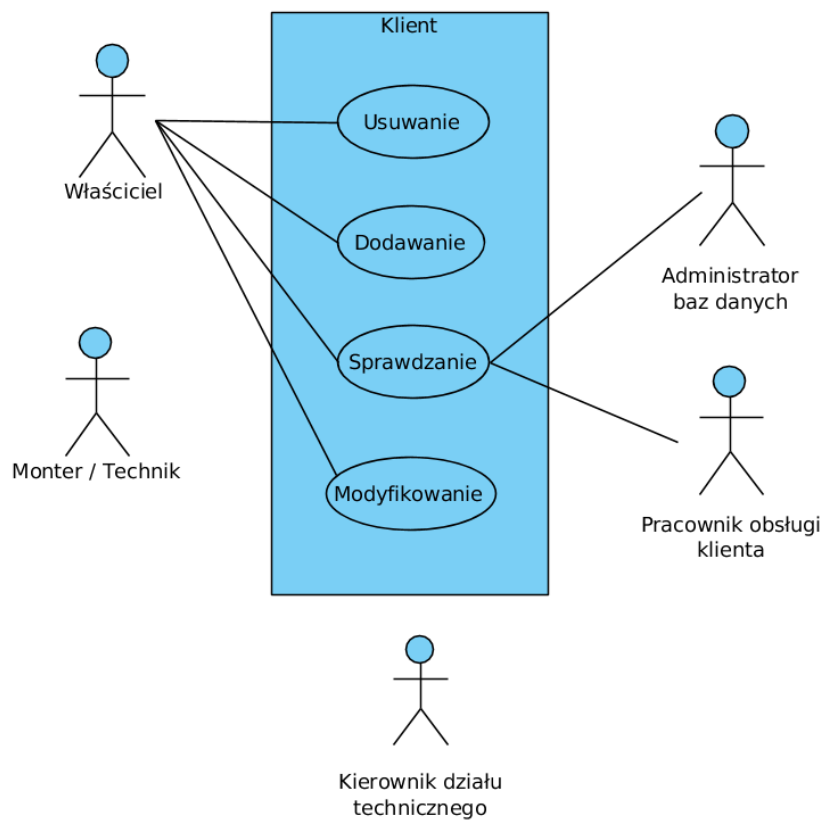 Klient
Usuwanie
Właściciel
Dodawanie
Administrator
baz danych
Sprawdzanie
Monter / Technik
Modyfikowanie
Pracownik obsługi
klienta
Kierownik działu
technicznego